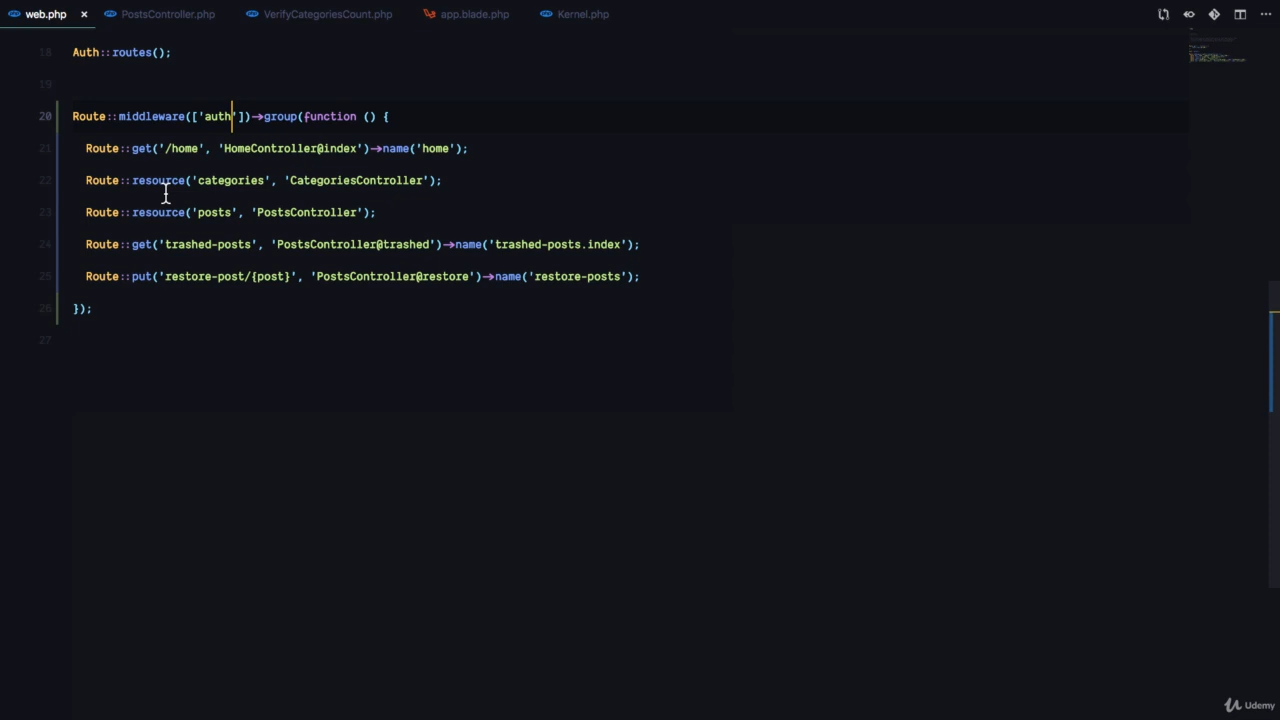 web.php × PostsController.php VerifyCategoriesCount.php app.blade.php Kernel.php
18 Auth::routes();
19
20 Route::middleware(['auth'])->group(function () {
21 Route::get('/home', 'HomeController@index')->name('home');
22 Route::resource('categories', 'CategoriesController');
23 Route::resource('posts', 'PostsController');
24 Route::get('trashed-posts', 'PostsController@trashed')->name('trashed-posts.index');
25 Route::put('restore-post/{post}', 'PostsController@restore')->name('restore-posts');
26 });
27
Udemy